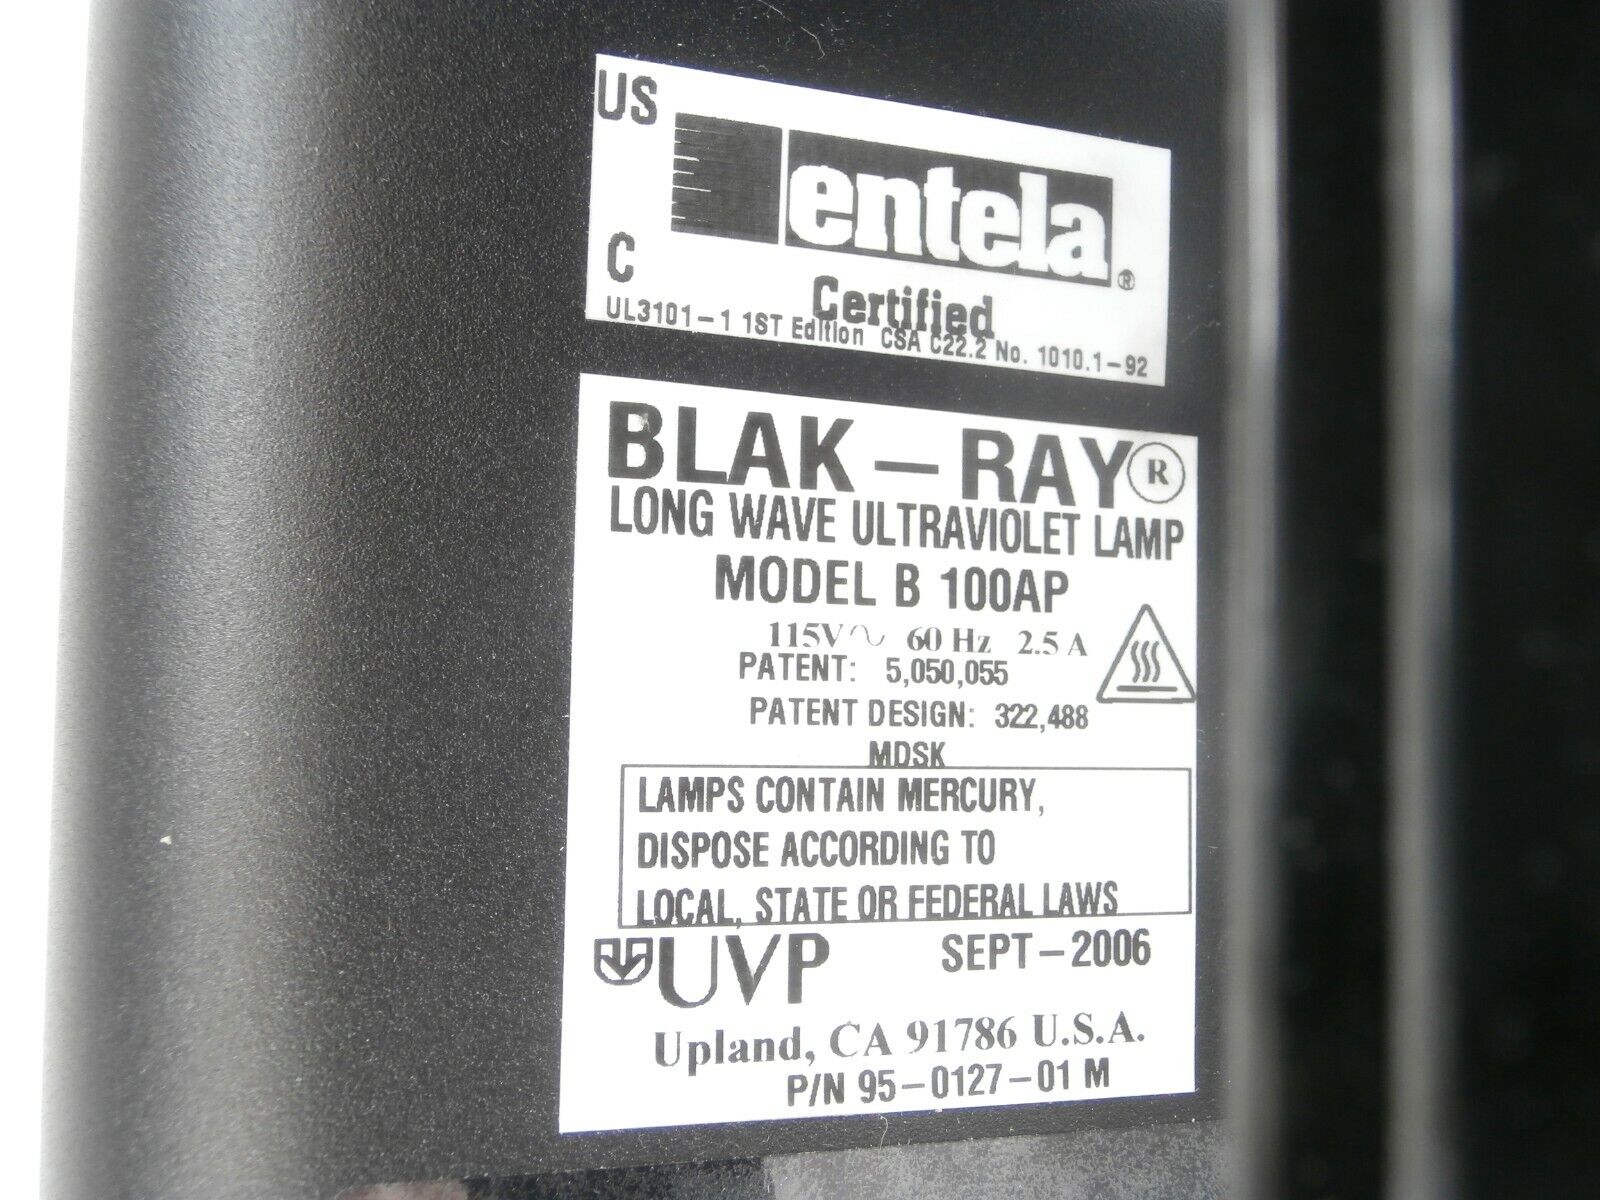 US
entela®
C
Certified
UL3101-1 1ST Edition CSA C22.2 No. 1010.1-92
BLAK-RAY®
LONG WAVE ULTRAVIOLET LAMP
MODEL B 100AP
115V∿ 60 Hz 2.5 A
PATENT: 5,050,055
PATENT DESIGN: 322,488
MDSK
LAMPS CONTAIN MERCURY,
DISPOSE ACCORDING TO
LOCAL, STATE OR FEDERAL LAWS
UVP SEPT-2006
Upland, CA 91786 U.S.A.
P/N 95-0127-01 M